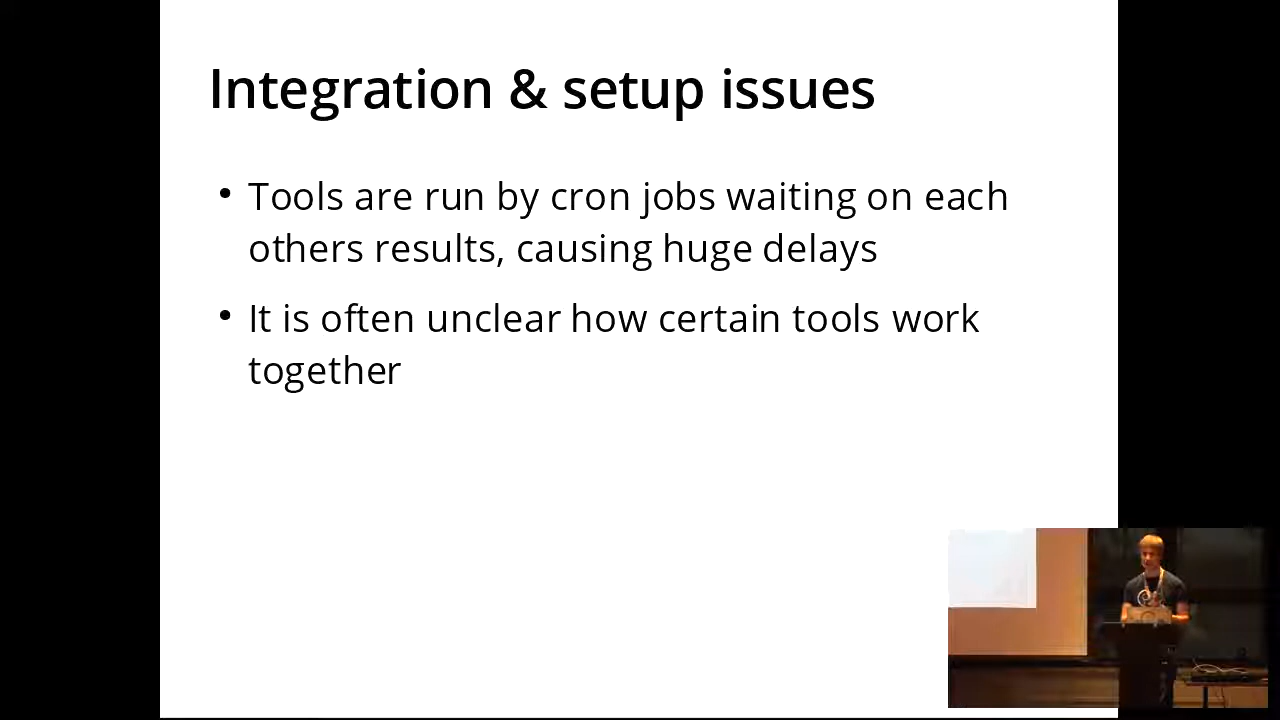 Integration & setup issues
• Tools are run by cron jobs waiting on each
others results, causing huge delays
• It is often unclear how certain tools work
together